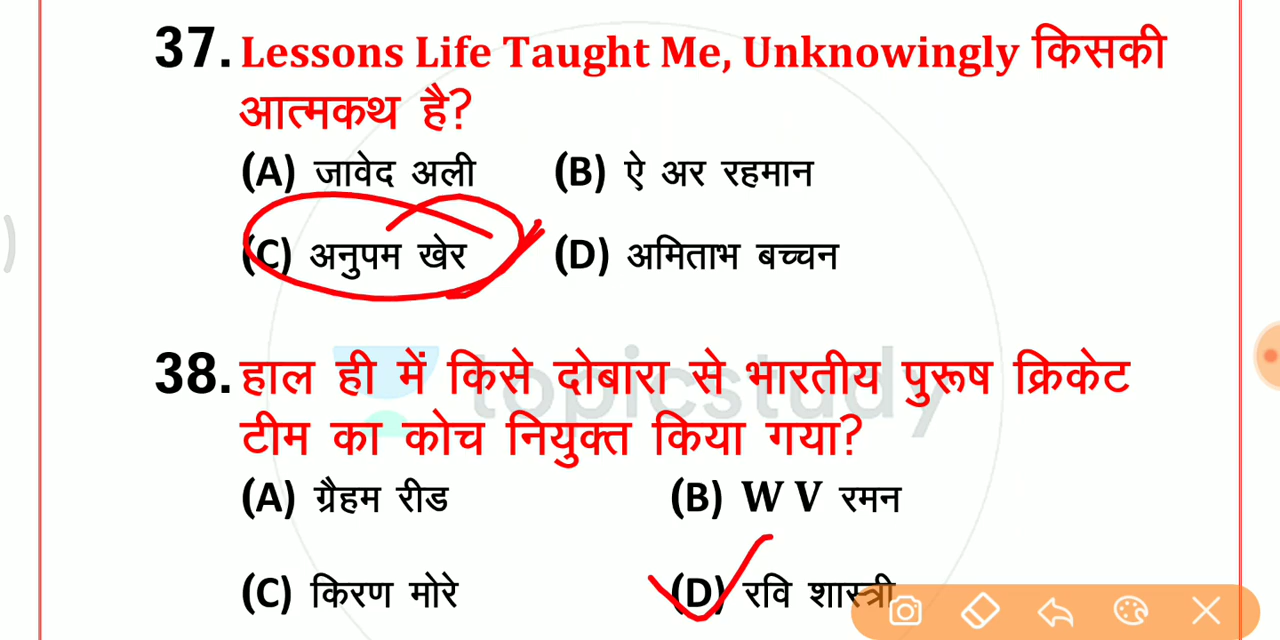 37. Lessons Life Taught Me, Unknowingly किसकी
आत्मकथ है?
(A) जावेद अली (B) ऐ अर रहमान
(C) अनुपम खेर (D) अमिताभ बच्चन
38. हाल ही में किसे दोबारा से भारतीय पुरूष क्रिकेट
टीम का कोच नियुक्त किया गया?
topicstudy
(A) ग्रैहम रीड (B) W V रमन
(C) किरण मोरे (D) रवि शास्त्री